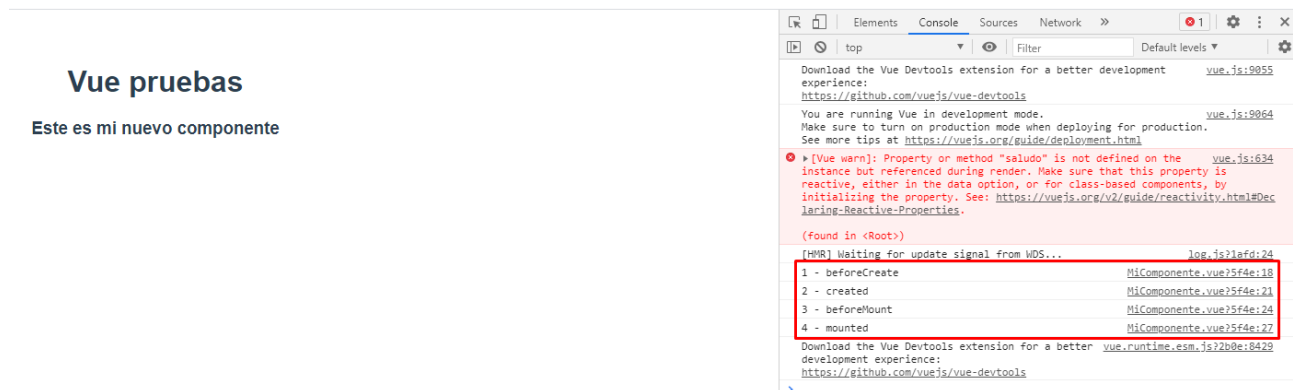 Vue pruebas
Este es mi nuevo componente
Elements Console Sources Network » 1
top Filter Default levels ▼
Download the Vue Devtools extension for a better development vue.js:9055
experience:
https://github.com/vuejs/vue-devtools
You are running Vue in development mode. vue.js:9064
Make sure to turn on production mode when deploying for production.
See more tips at https://vuejs.org/guide/deployment.html
[Vue warn]: Property or method "saludo" is not defined on the vue.js:634
instance but referenced during render. Make sure that this property is
reactive, either in the data option, or for class-based components, by
initializing the property. See: https://vuejs.org/v2/guide/reactivity.html#Dec
laring-Reactive-Properties.
(found in <Root>)
[HMR] Waiting for update signal from WDS... log.js?1afd:24
1 - beforeCreate MiComponente.vue?5f4e:18
2 - created MiComponente.vue?5f4e:21
3 - beforeMount MiComponente.vue?5f4e:24
4 - mounted MiComponente.vue?5f4e:27
Download the Vue Devtools extension for a better vue.runtime.esm.js?2b0e:8429
development experience:
https://github.com/vuejs/vue-devtools